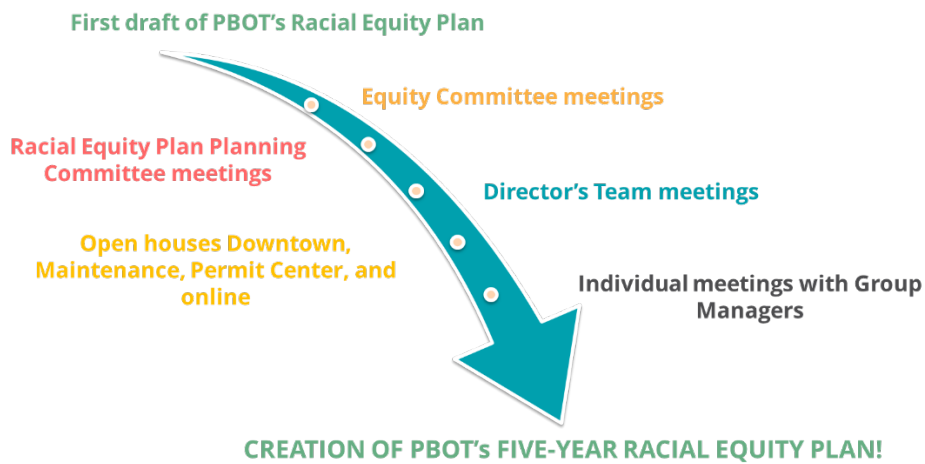 First draft of PBOT’s Racial Equity Plan
Equity Committee meetings
Racial Equity Plan Planning
Committee meetings
Director’s Team meetings
Open houses Downtown,
Maintenance, Permit Center, and
online
Individual meetings with Group
Managers
CREATION OF PBOT’s FIVE-YEAR RACIAL EQUITY PLAN!